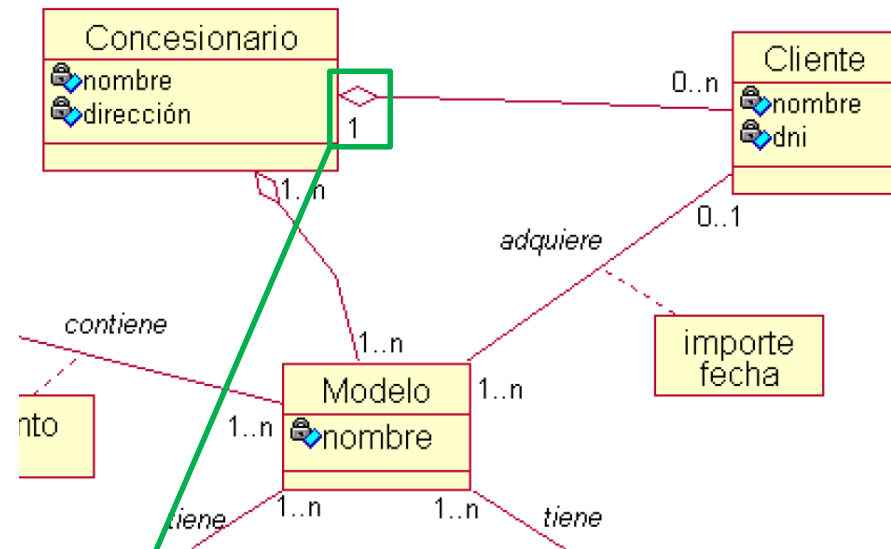 Concesionario
nombre
dirección
1
0..n
Cliente
nombre
dni
1..n
0..1
adquiere
contiene
importe
fecha
1..n
Modelo
nombre
1..n
1..n
nto
1..n
1..n
tiene
tiene